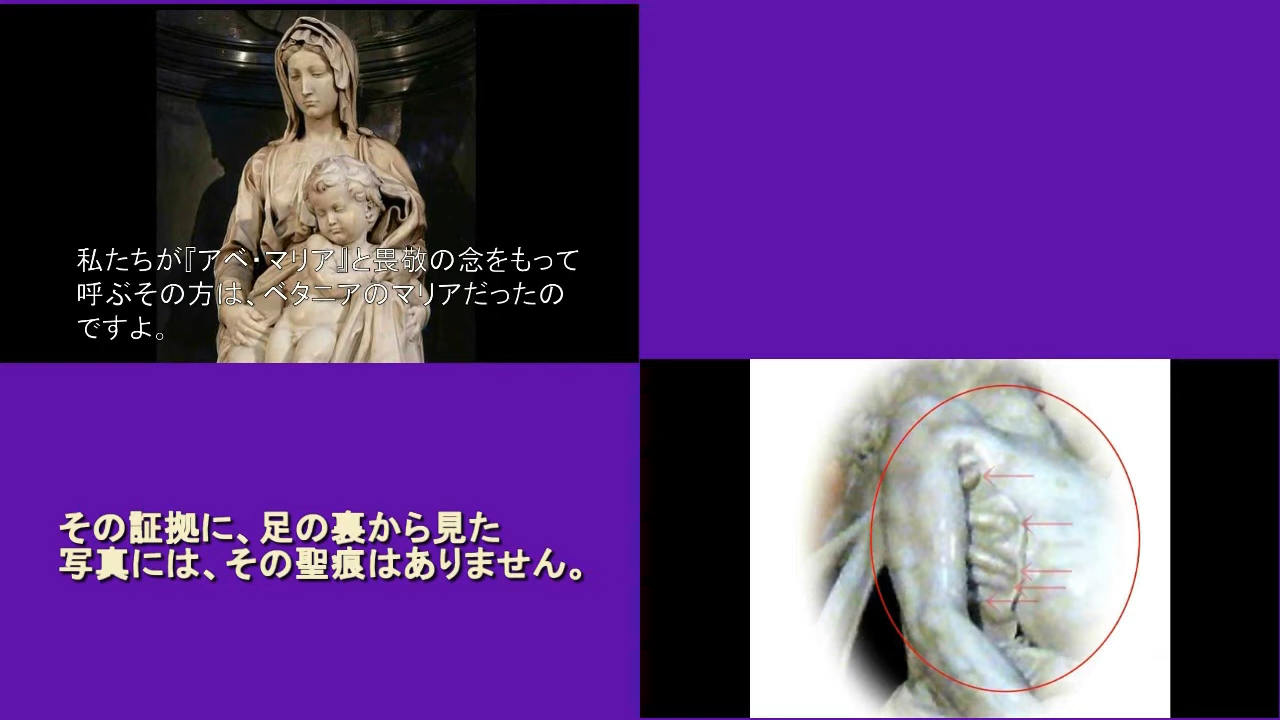 私たちが『アベ・マリア』と畏敬の念をもって
呼ぶその方は、ベタニアのマリアだったの
ですよ。
その証拠に、足の裏から見た
写真には、その聖痕はありません。